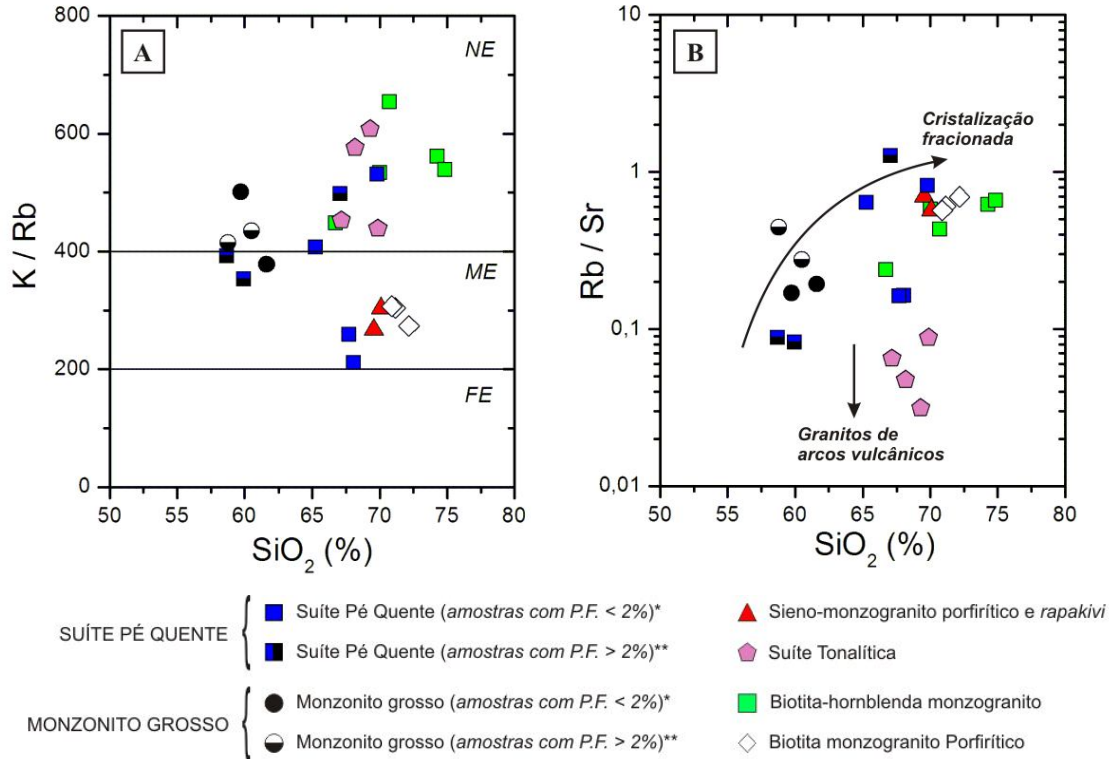 A
NE
ME
FE
800
600
400
200
0
K / Rb
50 55 60 65 70 75 80
SiO2 (%)
B
Cristalização
fracionada
Granitos de
arcos vulcânicos
10
1
0,1
0,01
Rb / Sr
50 55 60 65 70 75 80
SiO2 (%)
SUÍTE PÉ QUENTE
Suíte Pé Quente (amostras com P.F. < 2%)*
Suíte Pé Quente (amostras com P.F. > 2%)**
MONZONITO GROSSO
Monzonito grosso (amostras com P.F. < 2%)*
Monzonito grosso (amostras com P.F. > 2%)**
Sieno-monzogranito porfirítico e rapakivi
Suíte Tonalítica
Biotita-hornblenda monzogranito
Biotita monzogranito Porfirítico